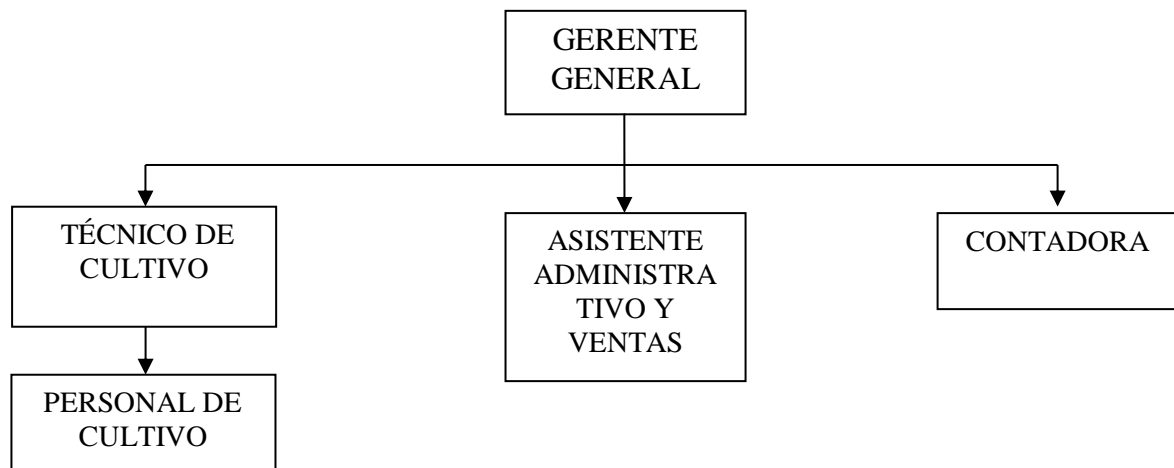 GERENTE
GENERAL
TÉCNICO DE
CULTIVO
ASISTENTE
ADMINISTRA
TIVO Y
VENTAS
CONTADORA
PERSONAL DE
CULTIVO